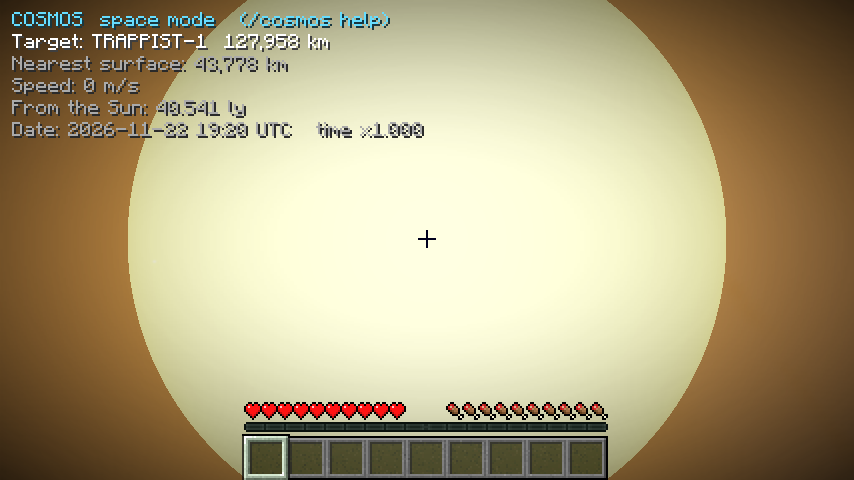 COSMOS space mode (/cosmos help)
Target: TRAPPIST-1 127,958 km
Nearest surface: 43,778 km
Speed: 0 m/s
From the Sun: 40.541 ly
Date: 2026-11-22 19:20 UTC time x1.000